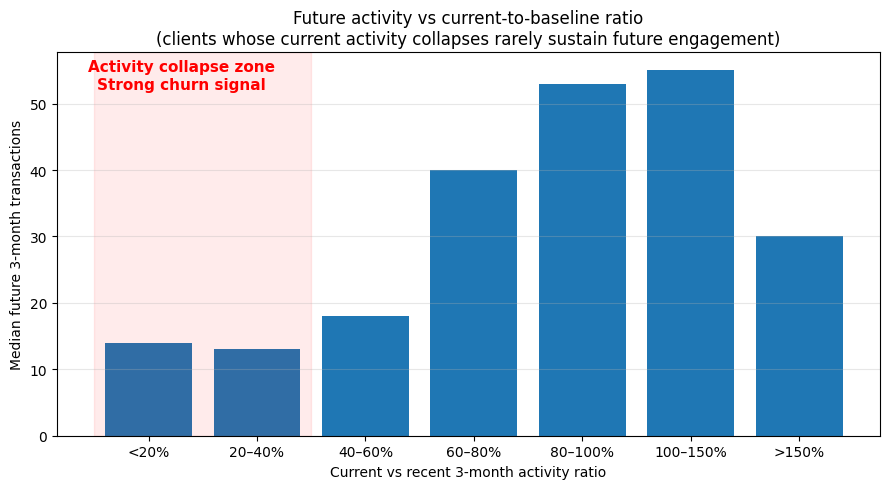 Future activity vs current-to-baseline ratio
(clients whose current activity collapses rarely sustain future engagement)
Activity collapse zone
Strong churn signal
Median future 3-month transactions
50
40
30
20
10
0
<20%
20–40%
40–60%
60–80%
80–100%
100–150%
>150%
Current vs recent 3-month activity ratio